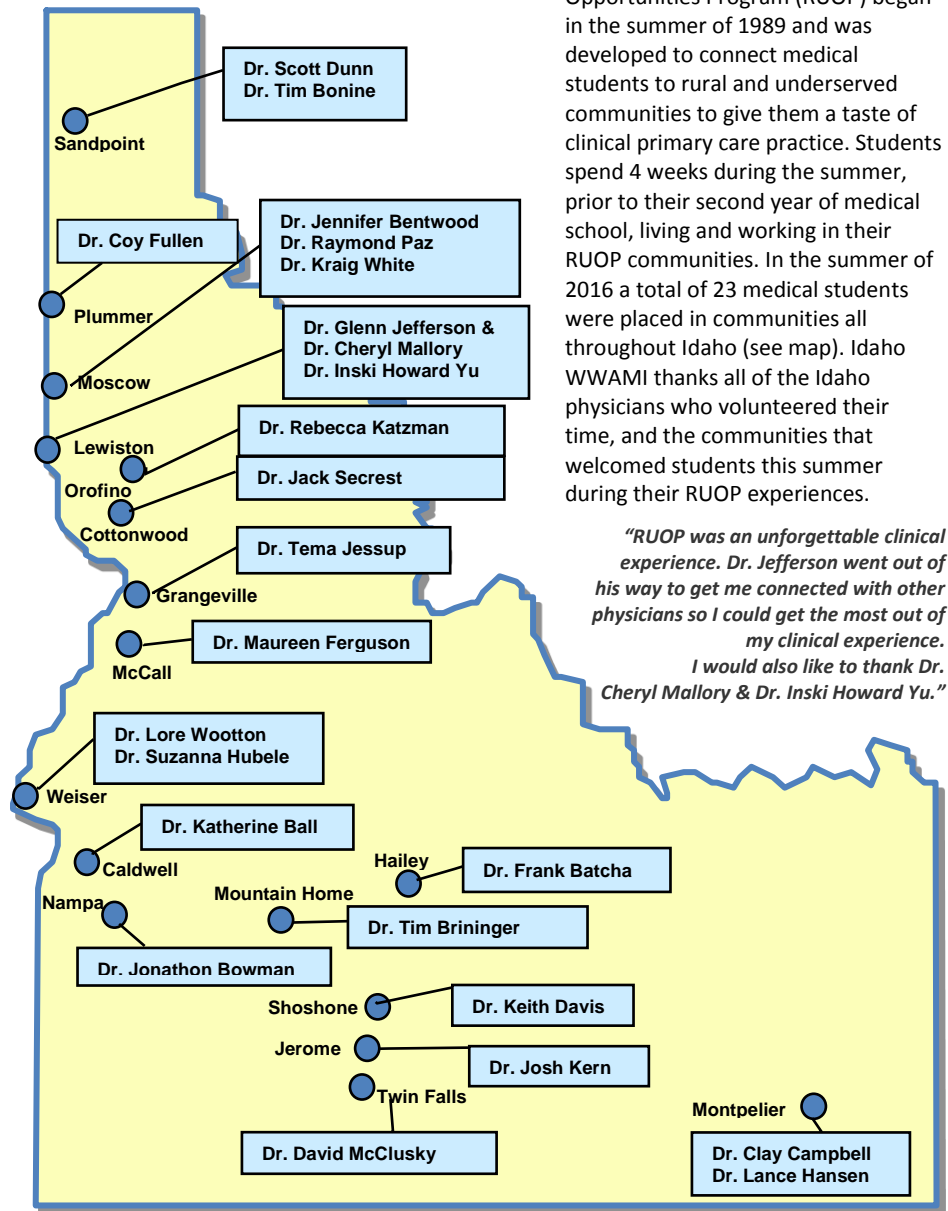 Opportunities Program (RUOP) began
in the summer of 1989 and was
developed to connect medical
students to rural and underserved
communities to give them a taste of
clinical primary care practice. Students
spend 4 weeks during the summer,
prior to their second year of medical
school, living and working in their
RUOP communities. In the summer of
2016 a total of 23 medical students
were placed in communities all
throughout Idaho (see map). Idaho
WWAMI thanks all of the Idaho
physicians who volunteered their
time, and the communities that
welcomed students this summer
during their RUOP experiences.
“RUOP was an unforgettable clinical
experience. Dr. Jefferson went out of
his way to get me connected with other
physicians so I could get the most out of
my clinical experience.
I would also like to thank Dr.
Cheryl Mallory & Dr. Inski Howard Yu.”
Dr. Scott Dunn
Dr. Tim Bonine
Sandpoint
Dr. Coy Fullen
Plummer
Dr. Jennifer Bentwood
Dr. Raymond Paz
Dr. Kraig White
Moscow
Dr. Glenn Jefferson &
Dr. Cheryl Mallory
Dr. Inski Howard Yu
Lewiston
Dr. Rebecca Katzman
Orofino
Dr. Jack Secrest
Cottonwood
Dr. Tema Jessup
Grangeville
Dr. Maureen Ferguson
McCall
Dr. Lore Wootton
Dr. Suzanna Hubele
Weiser
Dr. Katherine Ball
Caldwell
Hailey
Dr. Frank Batcha
Nampa
Dr. Jonathon Bowman
Mountain Home
Dr. Tim Brininger
Shoshone
Dr. Keith Davis
Jerome
Dr. Josh Kern
Twin Falls
Dr. David McClusky
Montpelier
Dr. Clay Campbell
Dr. Lance Hansen